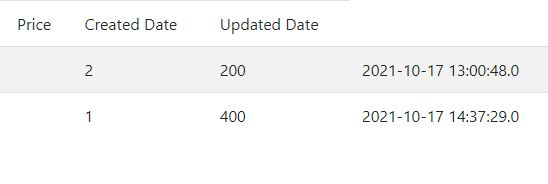 Price Created Date Updated Date
2 200 2021-10-17 13:00:48.0
1 400 2021-10-17 14:37:29.0